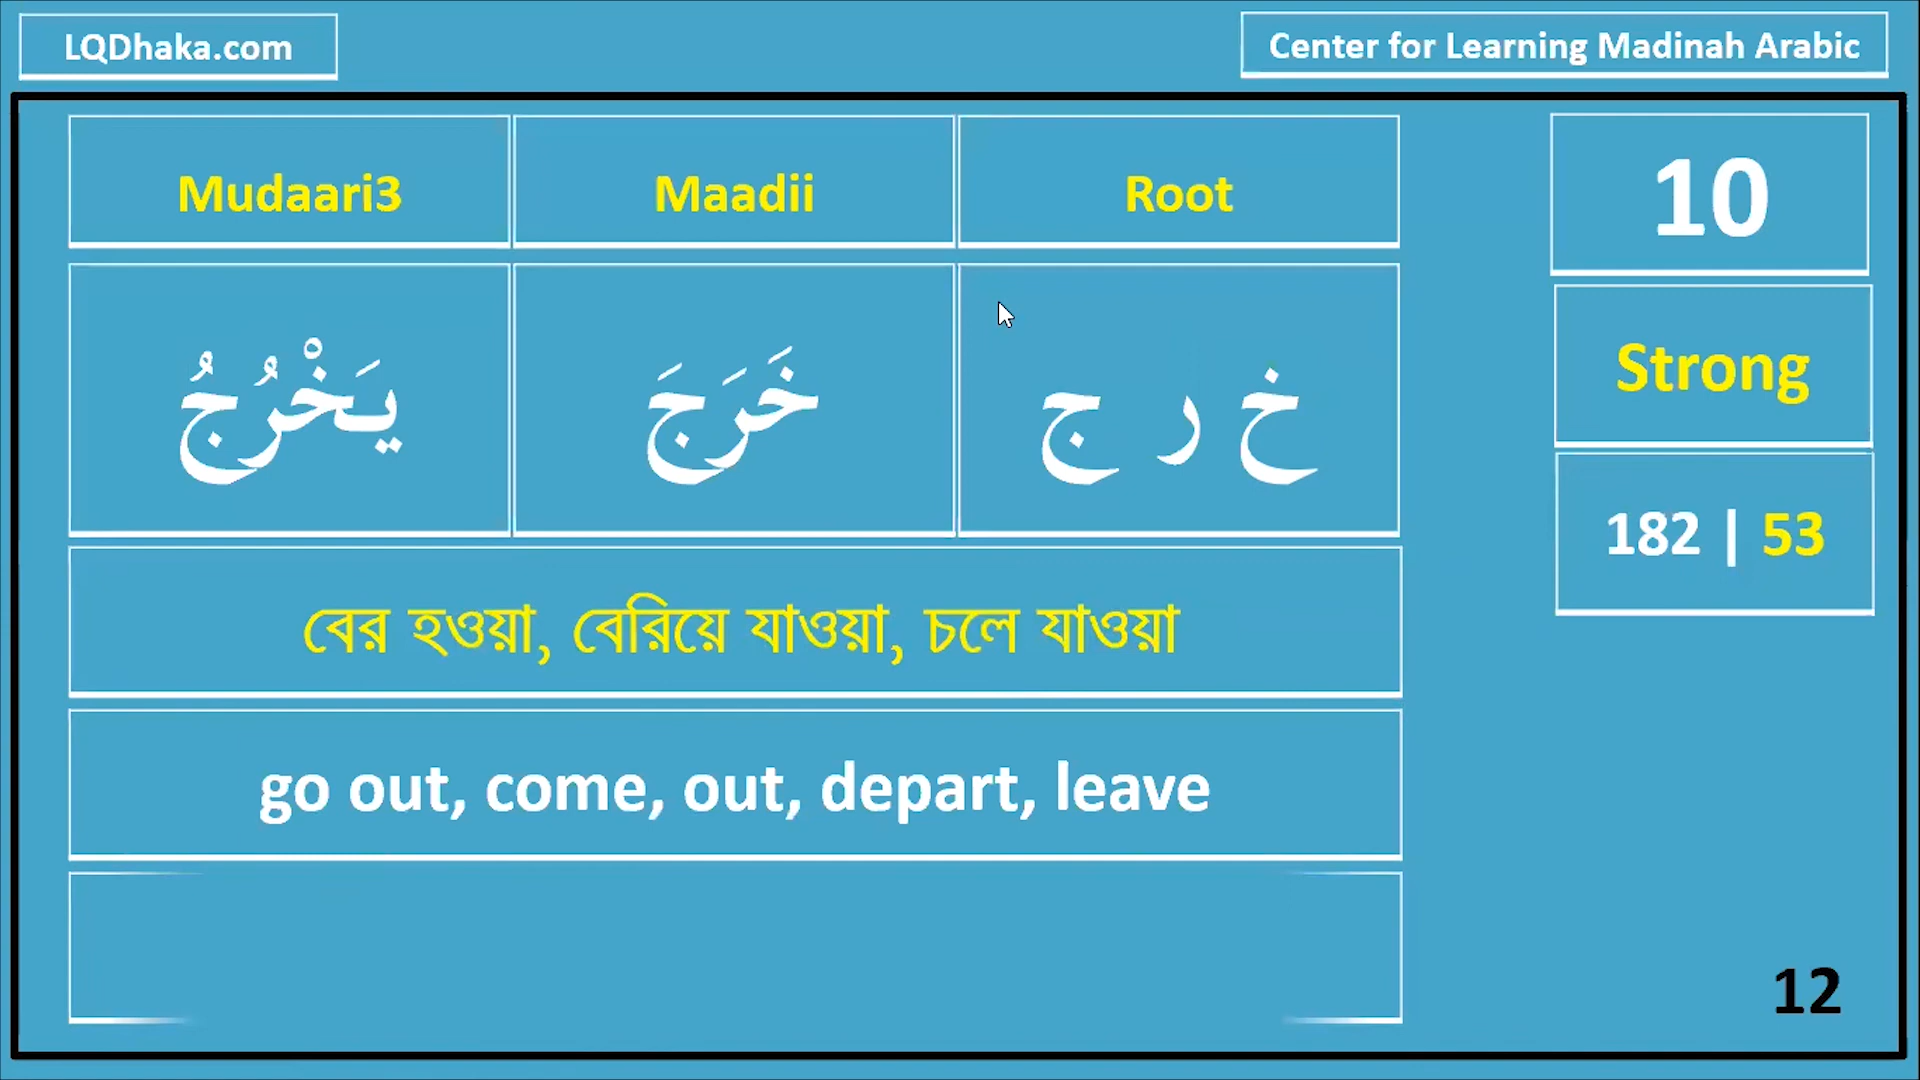 LQDhaka.com
Center for Learning Madinah Arabic
Mudaari3 Maadii Root
يَخْرُجُ خَرَجَ خ ر ج
বের হওয়া, বেরিয়ে যাওয়া, চলে যাওয়া
go out, come, out, depart, leave
10
Strong
182 | 53
12